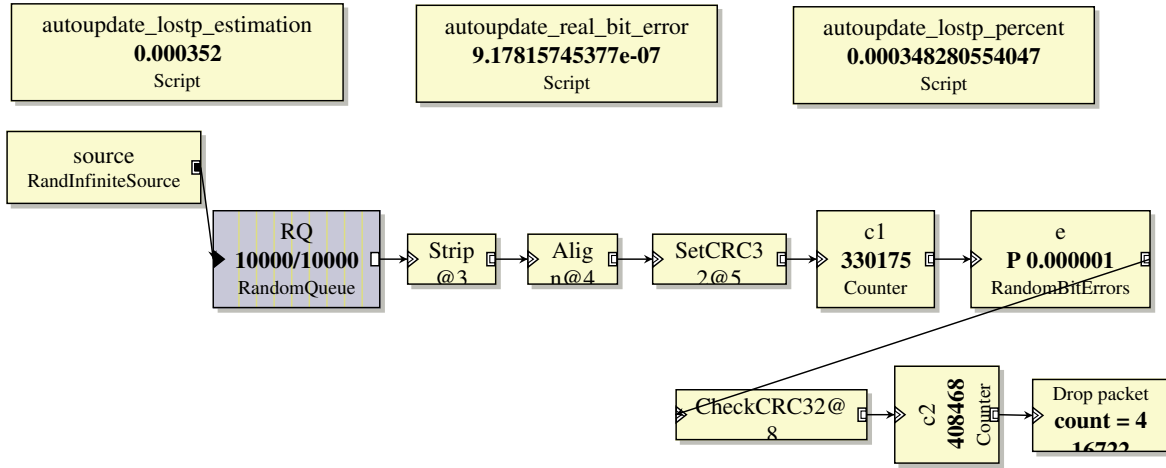 autoupdate_lostp_estimation
0.000352
Script
autoupdate_real_bit_error
9.17815745377e-07
Script
autoupdate_lostp_percent
0.000348280554047
Script
source
RandInfiniteSource
RQ
10000/10000
RandomQueue
Strip
@3
Alig
n@4
SetCRC3
2@5
c1
330175
Counter
e
P 0.000001
RandomBitErrors
CheckCRC32@
8
c2
408468
Counter
Drop packet
count = 4
16722